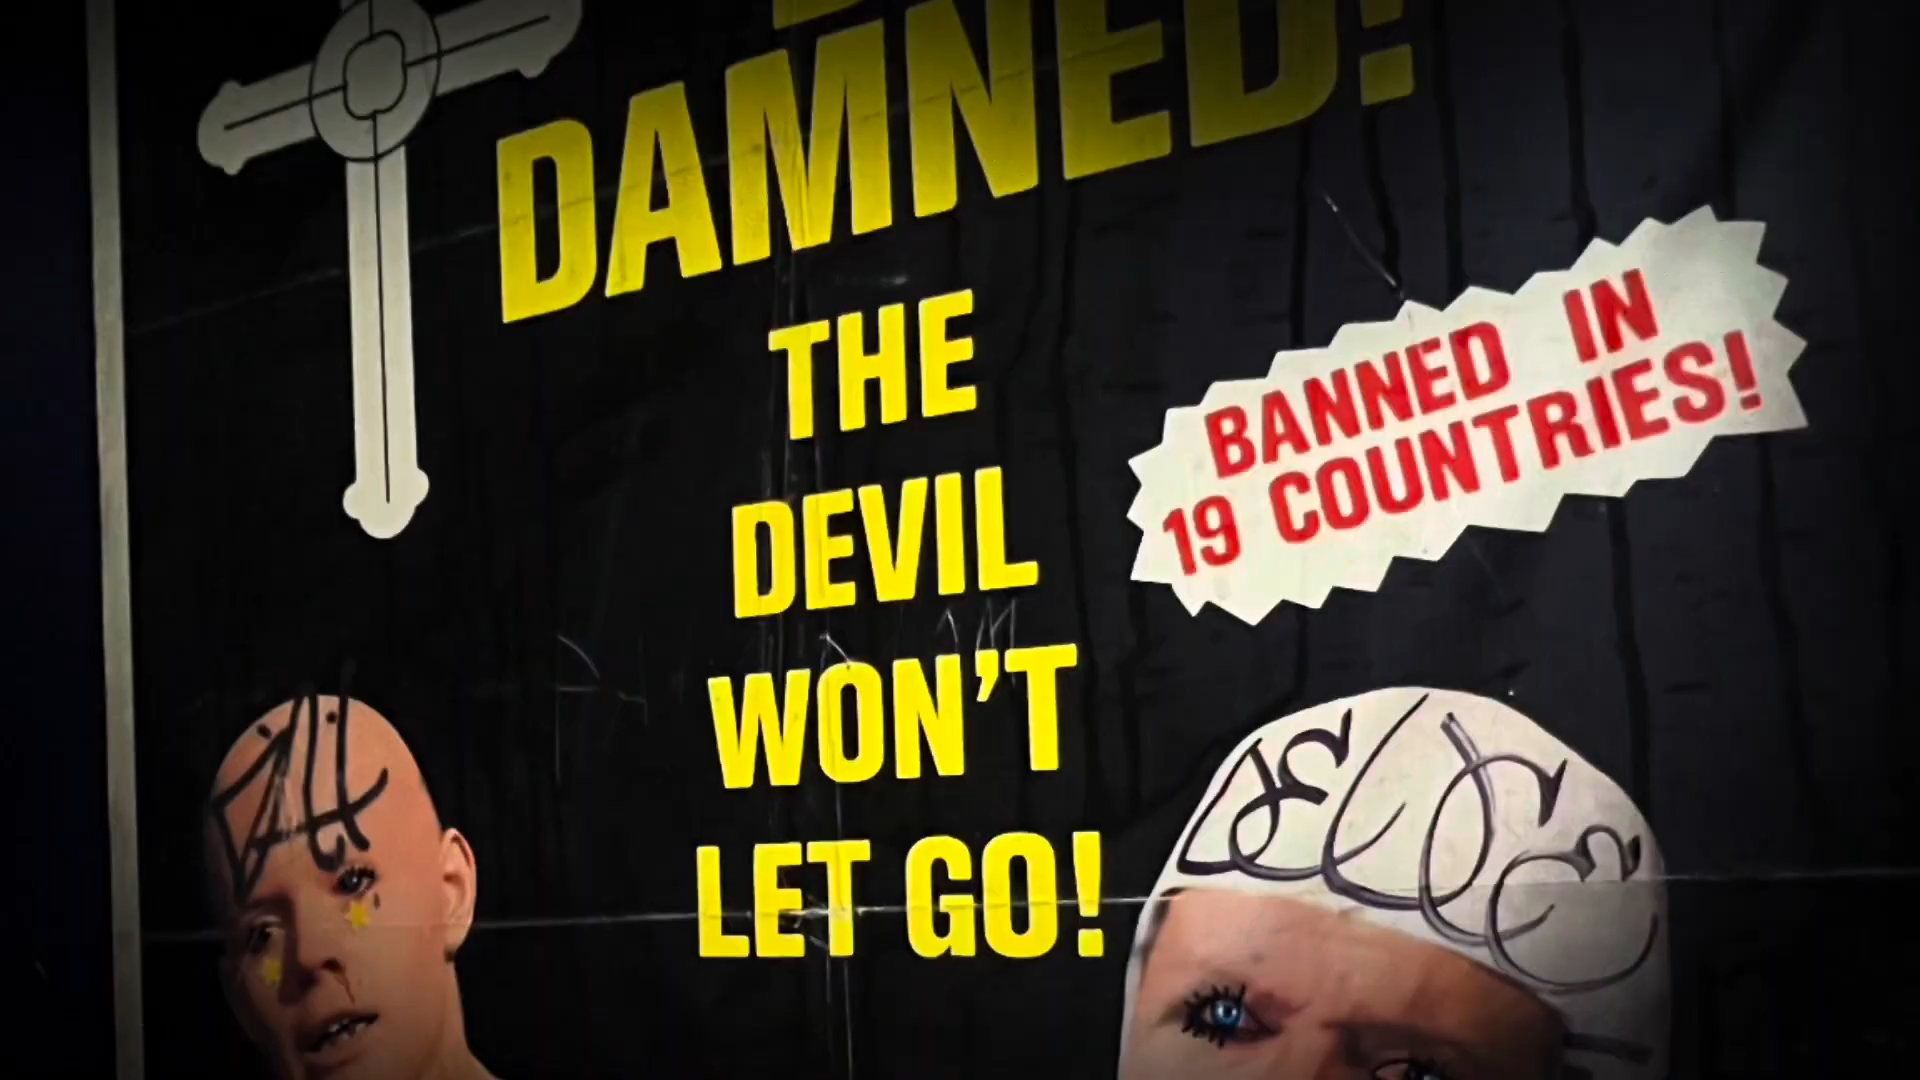 DAMNED!
THE
DEVIL
WON'T
LET GO!
BANNED IN
19 COUNTRIES!